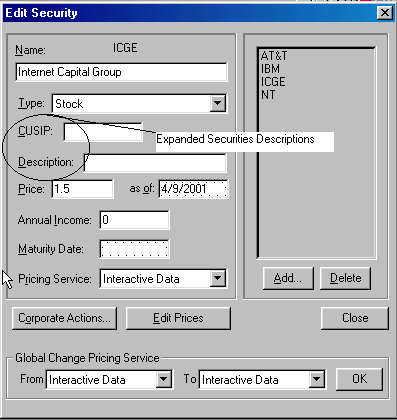 Edit Security
Name: ICGE
Internet Capital Group
Type: Stock
CUSIP:
Expanded Securities Descriptions
Description:
Price: 1.5 as of: 4/9/2001
Annual Income: 0
Maturity Date:
Pricing Service: Interactive Data
AT&T
IBM
ICGE
NT
Add... Delete
Corporate Actions... Edit Prices Close
Global Change Pricing Service
From Interactive Data To Interactive Data OK